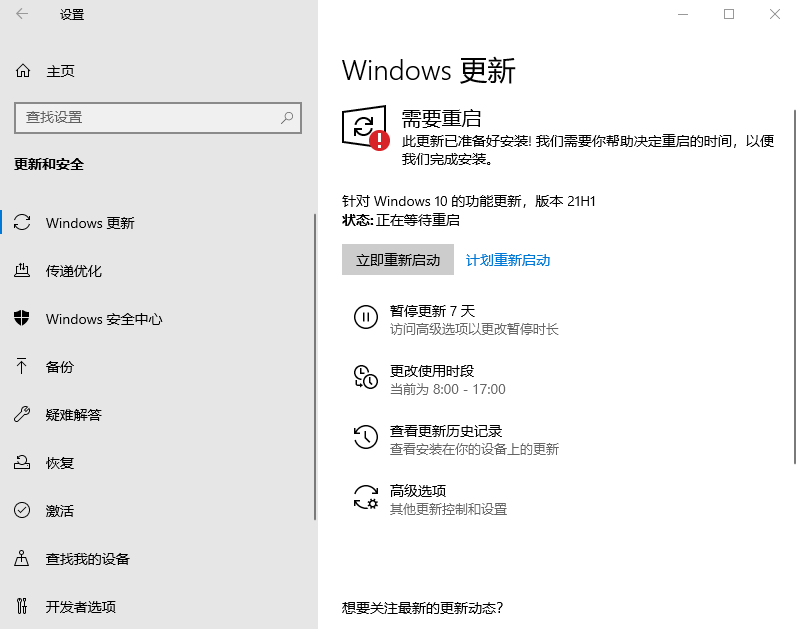 设置
主页
查找设置
更新和安全
Windows 更新
传递优化
Windows 安全中心
备份
疑难解答
恢复
激活
查找我的设备
开发者选项
Windows 更新
需要重启
此更新已准备好安装! 我们需要你帮助决定重启的时间，以便
我们完成安装。
针对 Windows 10 的功能更新，版本 21H1
状态: 正在等待重启
立即重新启动 计划重新启动
暂停更新 7 天
访问高级选项以更改暂停时长
更改使用时段
当前为 8:00 - 17:00
查看更新历史记录
查看安装在你的设备上的更新
高级选项
其他更新控制和设置
想要关注最新的更新动态?